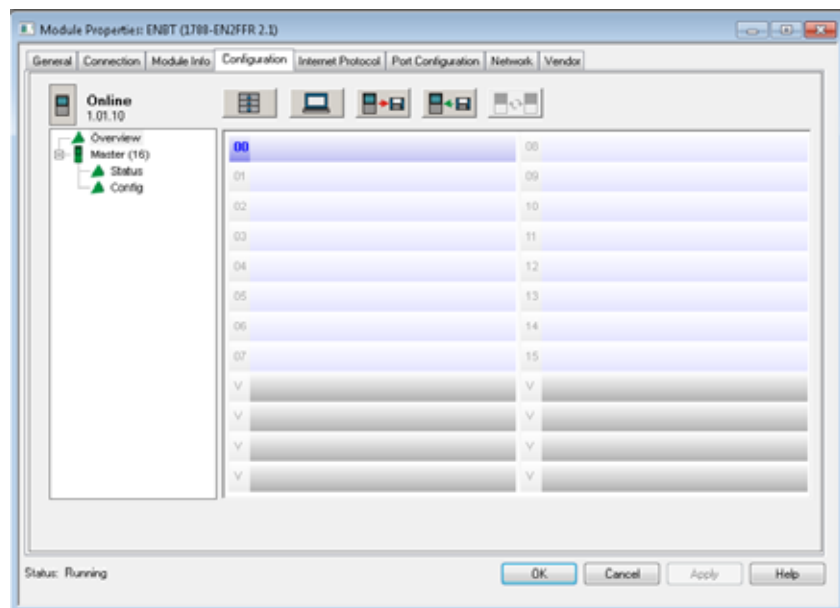 Module Properties: ENBT (1788-EN2FFR 2.1)
General Connection Module Info Configuration Internet Protocol Port Configuration Network Vendor
Online
1.01.10
Overview
Master (16)
Status
Config
00 08
01 09
02 10
03 11
04 12
05 13
06 14
07 15
V V
V V
V V
V V
Status: Running OK Cancel Apply Help